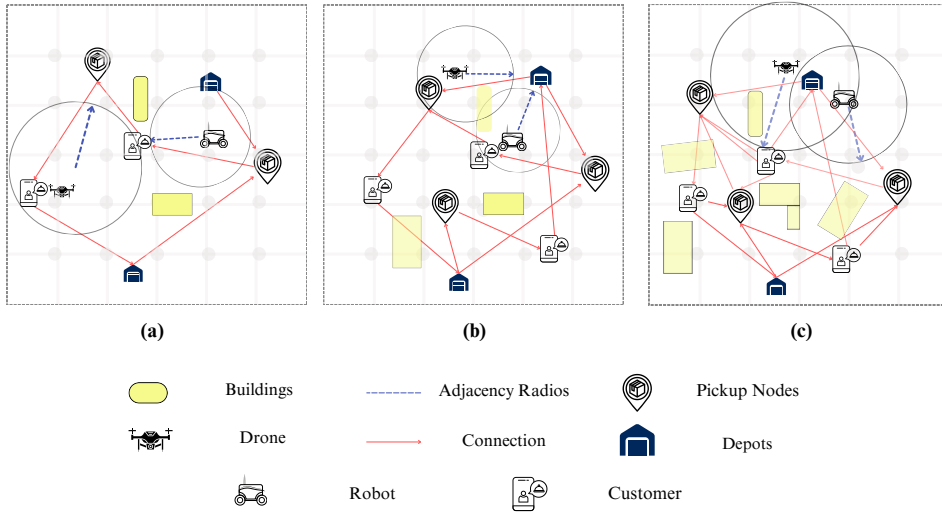 (a)
(b)
(c)
Buildings
Adjacency Radios
Pickup Nodes
Drone
Connection
Depots
Robot
Customer